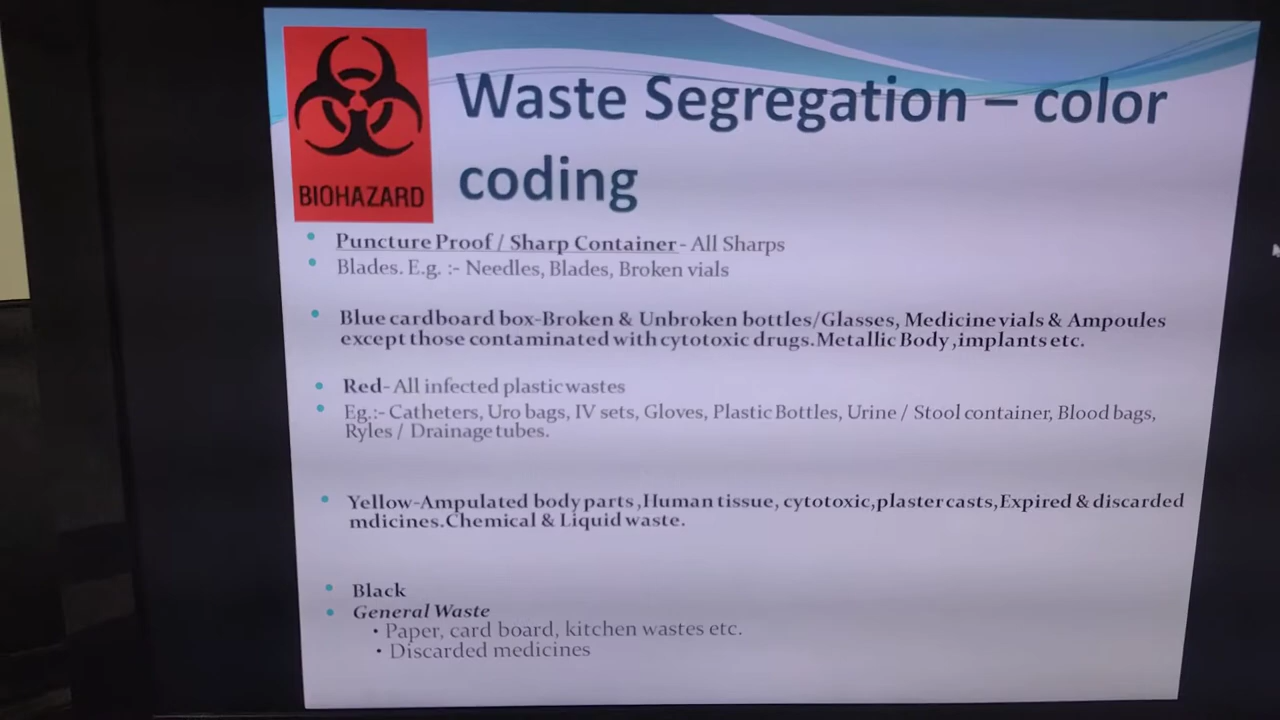 BIOHAZARD
Waste Segregation – color
coding
• Puncture Proof / Sharp Container - All Sharps
• Blades. E.g. :- Needles, Blades, Broken vials
• Blue cardboard box-Broken & Unbroken bottles/Glasses, Medicine vials & Ampoules
except those contaminated with cytotoxic drugs.Metallic Body ,implants etc.
• Red- All infected plastic wastes
• Eg.:- Catheters, Uro bags, IV sets, Gloves, Plastic Bottles, Urine / Stool container, Blood bags,
Ryles / Drainage tubes.
• Yellow-Ampulated body parts ,Human tissue, cytotoxic,plaster casts,Expired & discarded
mdicines.Chemical & Liquid waste.
• Black
• General Waste
• Paper, card board, kitchen wastes etc.
• Discarded medicines